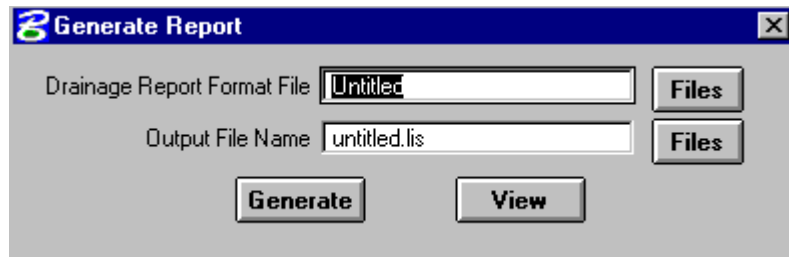 Generate Report
Drainage Report Format File Untitled Files
Output File Name untitled.lis Files
Generate View